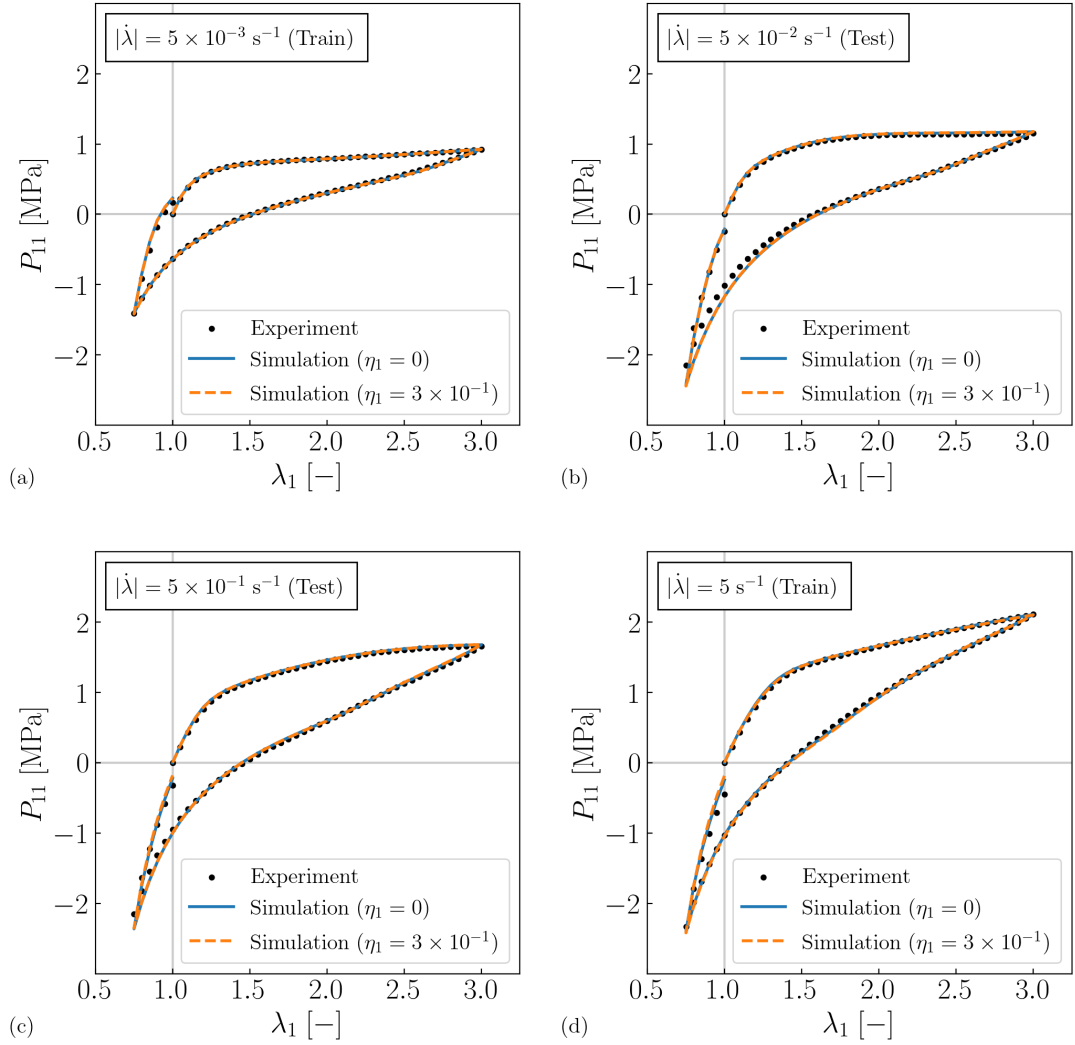 |λ̇| = 5 × 10⁻³ s⁻¹ (Train)
2
1
0
−1
−2
P₁₁ [MPa]
Experiment
Simulation (η₁ = 0)
Simulation (η₁ = 3 × 10⁻¹)
0.5 1.0 1.5 2.0 2.5 3.0
λ₁ [−]
(a)
|λ̇| = 5 × 10⁻² s⁻¹ (Test)
2
1
0
−1
−2
P₁₁ [MPa]
Experiment
Simulation (η₁ = 0)
Simulation (η₁ = 3 × 10⁻¹)
0.5 1.0 1.5 2.0 2.5 3.0
λ₁ [−]
(b)
|λ̇| = 5 × 10⁻¹ s⁻¹ (Test)
2
1
0
−1
−2
P₁₁ [MPa]
Experiment
Simulation (η₁ = 0)
Simulation (η₁ = 3 × 10⁻¹)
0.5 1.0 1.5 2.0 2.5 3.0
λ₁ [−]
(c)
|λ̇| = 5 s⁻¹ (Train)
2
1
0
−1
−2
P₁₁ [MPa]
Experiment
Simulation (η₁ = 0)
Simulation (η₁ = 3 × 10⁻¹)
0.5 1.0 1.5 2.0 2.5 3.0
λ₁ [−]
(d)